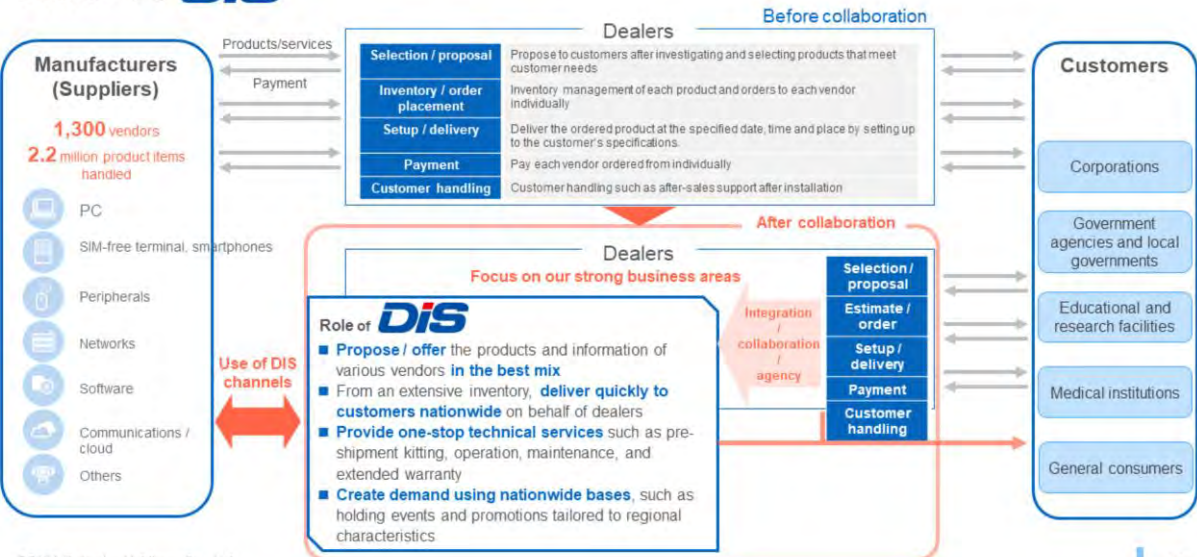 DiS
Before collaboration
Manufacturers
(Suppliers)
1,300 vendors
2.2 million product items
handled
PC
SIM-free terminal, smartphones
Peripherals
Networks
Software
Communications /
cloud
Others
Products/services
Payment
Dealers
Selection / proposal
Propose to customers after investigating and selecting products that meet
customer needs
Inventory / order
placement
Inventory management of each product and orders to each vendor
individually
Setup / delivery
Deliver the ordered product at the specified date, time and place by setting up
to the customer's specifications.
Payment
Pay each vendor ordered from individually
Customer handling
Customer handling such as after-sales support after installation
After collaboration
Dealers
Focus on our strong business areas
Use of DIS
channels
Role of DiS
■ Propose / offer the products and information of
various vendors in the best mix
■ From an extensive inventory, deliver quickly to
customers nationwide on behalf of dealers
■ Provide one-stop technical services such as pre-
shipment kitting, operation, maintenance, and
extended warranty
■ Create demand using nationwide bases, such as
holding events and promotions tailored to regional
characteristics
Integration
/
collaboration
/
agency
Selection /
proposal
Estimate /
order
Setup /
delivery
Payment
Customer
handling
Customers
Corporations
Government
agencies and local
governments
Educational and
research facilities
Medical institutions
General consumers